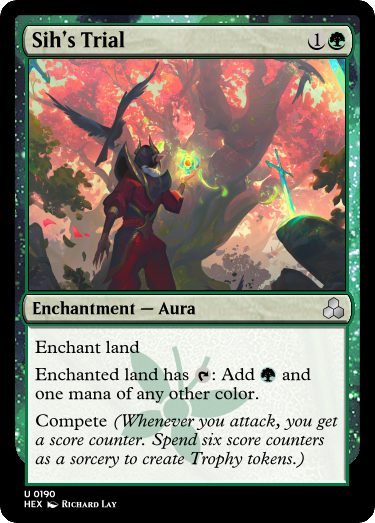 Sih's Trial 1
Enchantment — Aura
Enchant land
Enchanted land has : Add and
one mana of any other color.
Compete (Whenever you attack, you get
a score counter. Spend six score counters
as a sorcery to create Trophy tokens.)
U 0190
HEX Richard Lay